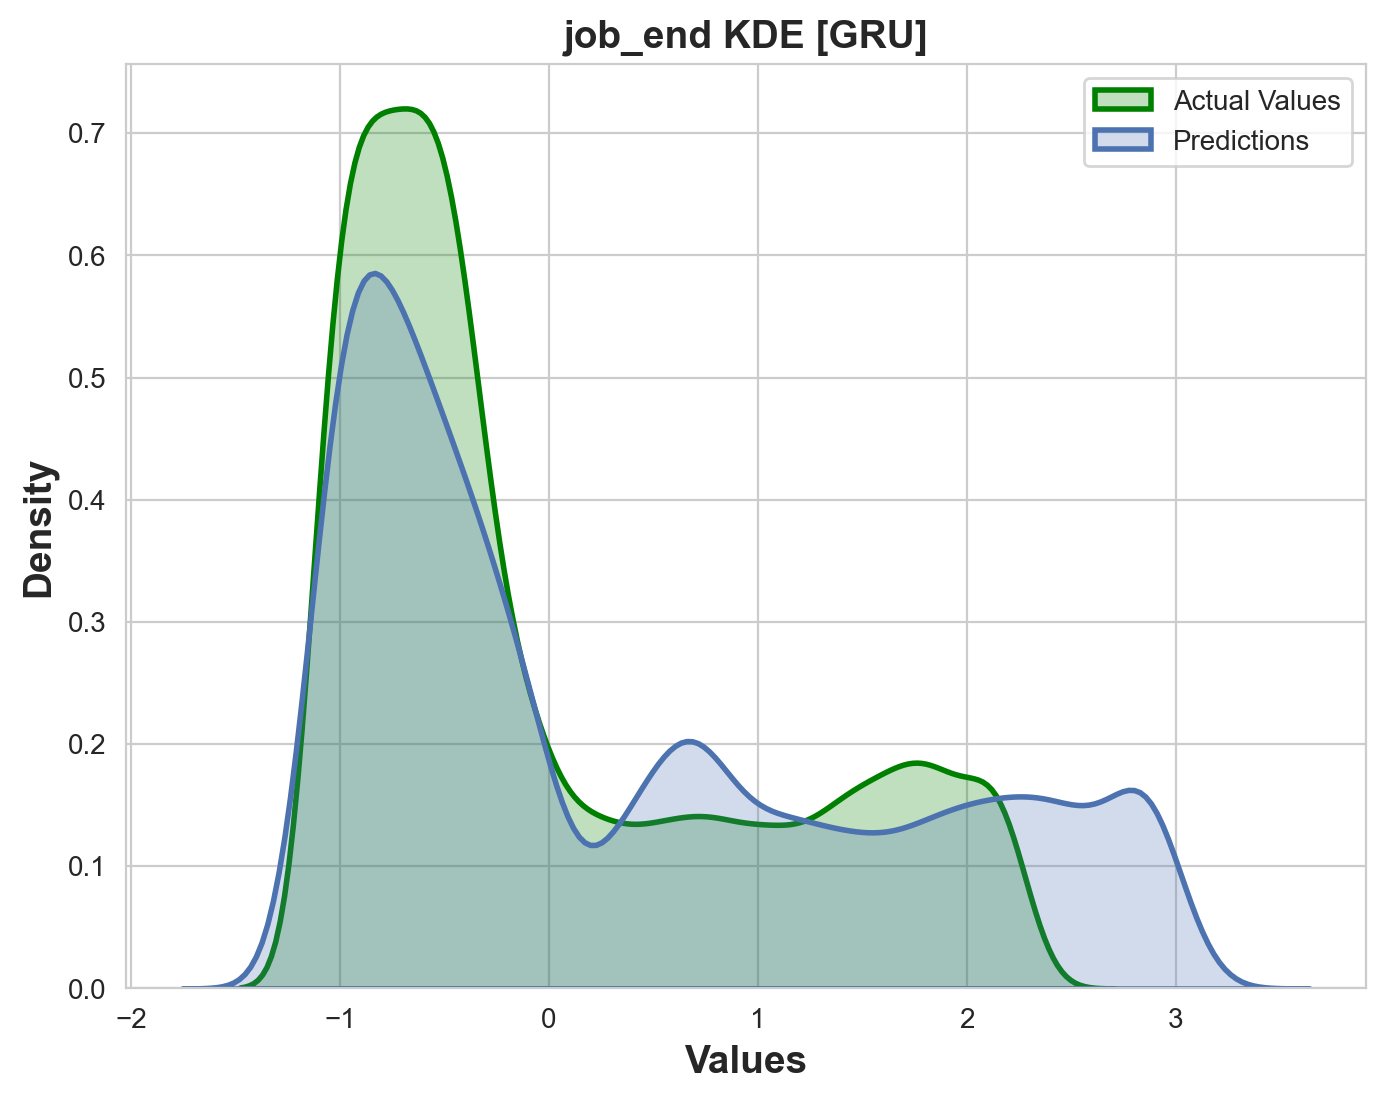 job_end KDE [GRU]
Actual Values
Predictions
0.7
0.6
0.5
0.4
0.3
0.2
0.1
0.0
Density
−2 −1 0 1 2 3
Values